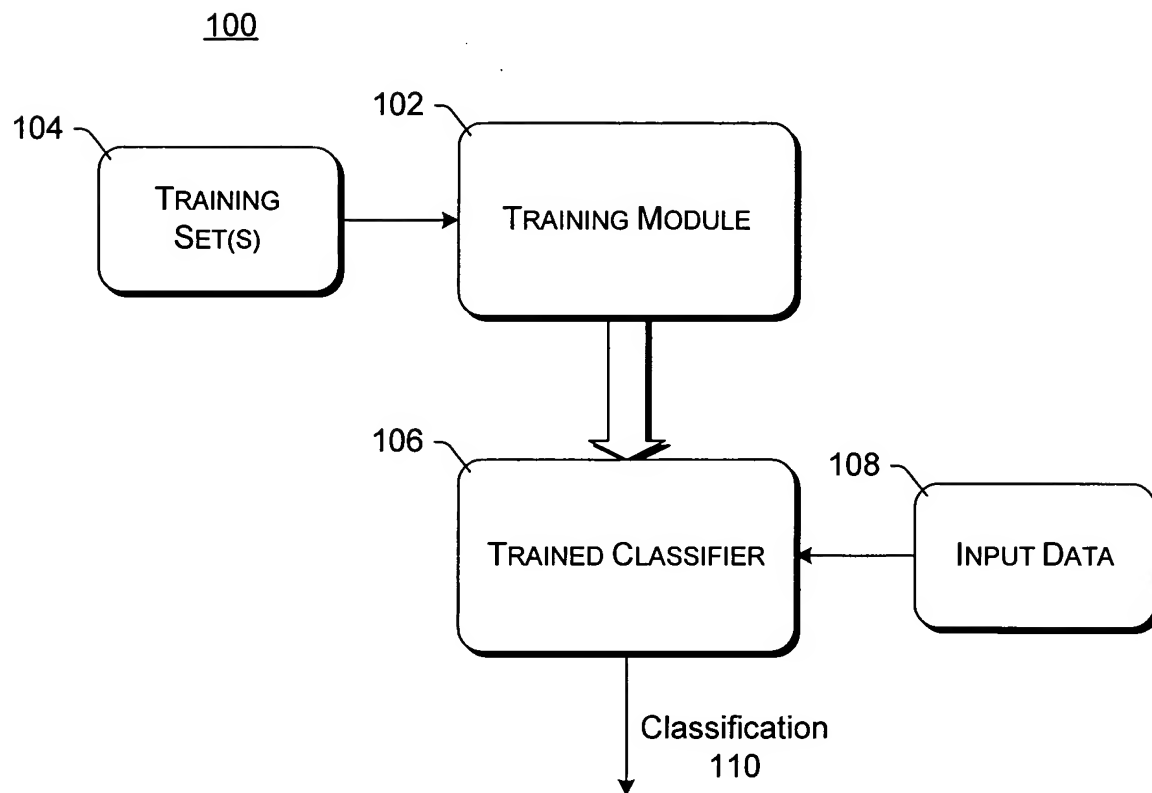 100
102
104
TRAINING
SET(S)
TRAINING MODULE
106
108
TRAINED CLASSIFIER
INPUT DATA
Classification
110